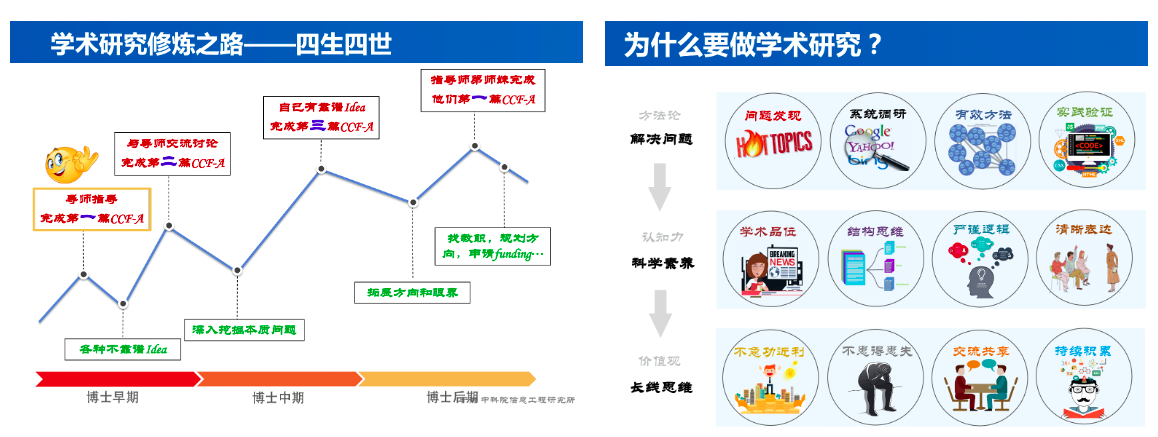 学术研究修炼之路——四生四世
指导师弟师妹完成
他们第一篇CCF-A
自己有靠谱Idea
完成第三篇CCF-A
与导师交流讨论
完成第二篇CCF-A
导师指导
完成第一篇CCF-A
找教职，规划方
向，申请funding…
拓展方向和眼界
深入挖掘本质问题
各种不靠谱Idea
博士早期
博士中期
博士后期
中科院信息工程研究所
为什么要做学术研究？
方法论
解决问题
问题发现
HOT TOPICS
系统调研
Google
YAHOO!
bing
有效方法
实践验证
<CODE>
CSS
HTML
认知力
科学素养
学术品位
BREAKING
NEWS
结构思维
严谨逻辑
清晰表达
价值观
长线思维
不急功近利
不患得患失
交流共享
持续积累